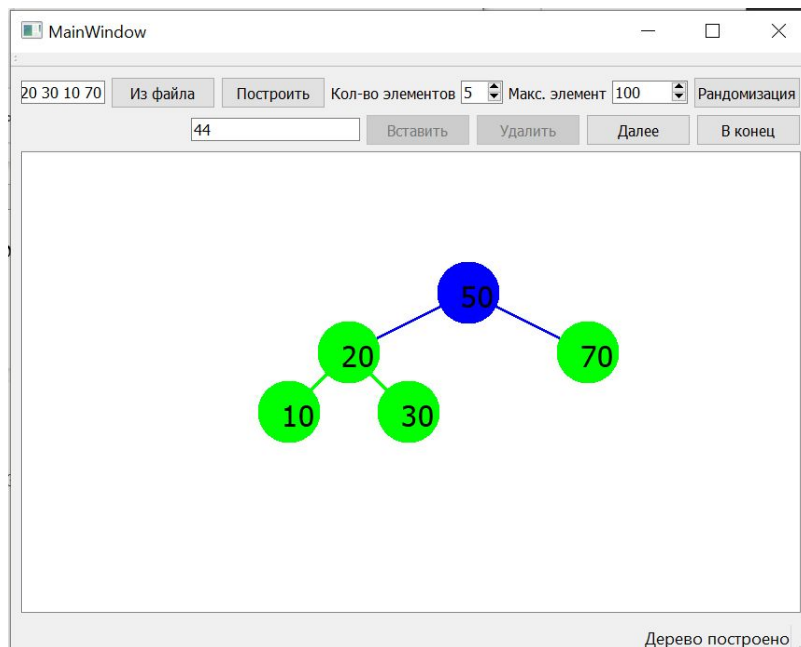 MainWindow
20 30 10 70 Из файла Построить Кол-во элементов 5 Макс. элемент 100 Рандомизация
44 Вставить Удалить Далее В конец
50
20 70
10 30
Дерево построено